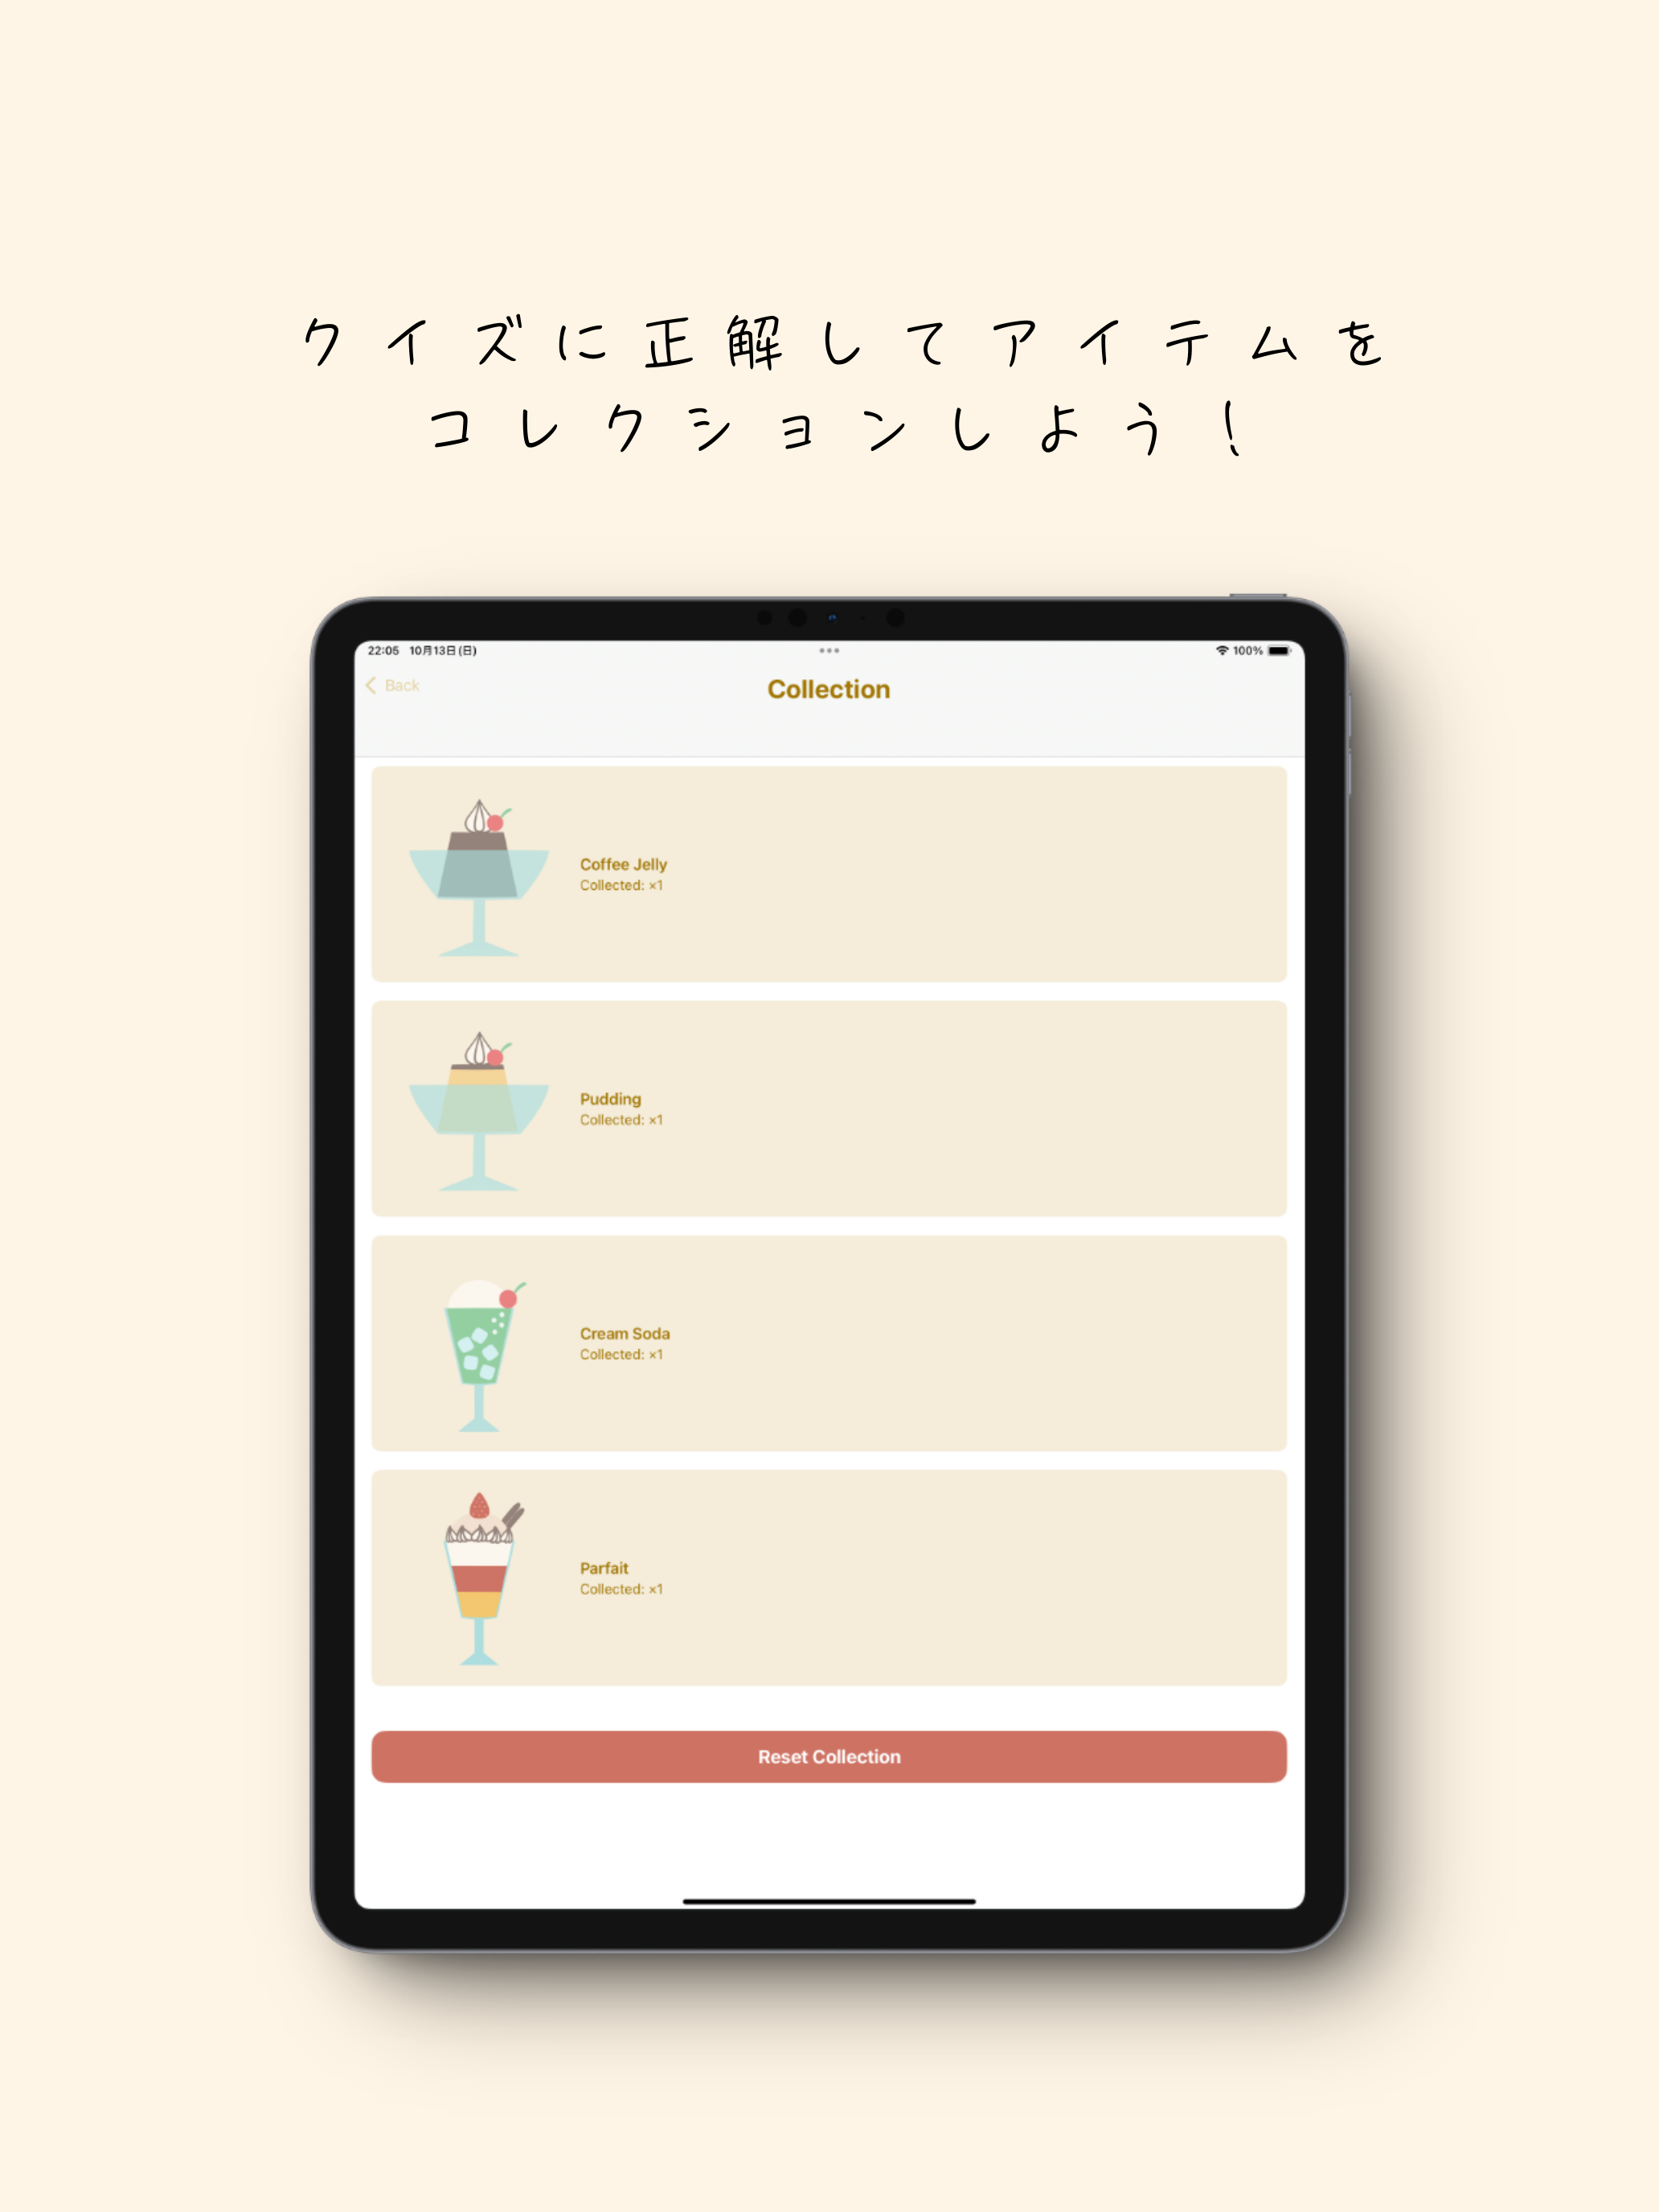 クイズに正解してアイテムを
コレクションしよう！
22:05 10月13日(日)
100%
Back
Collection
Coffee Jelly
Collected: ×1
Pudding
Collected: ×1
Cream Soda
Collected: ×1
Parfait
Collected: ×1
Reset Collection